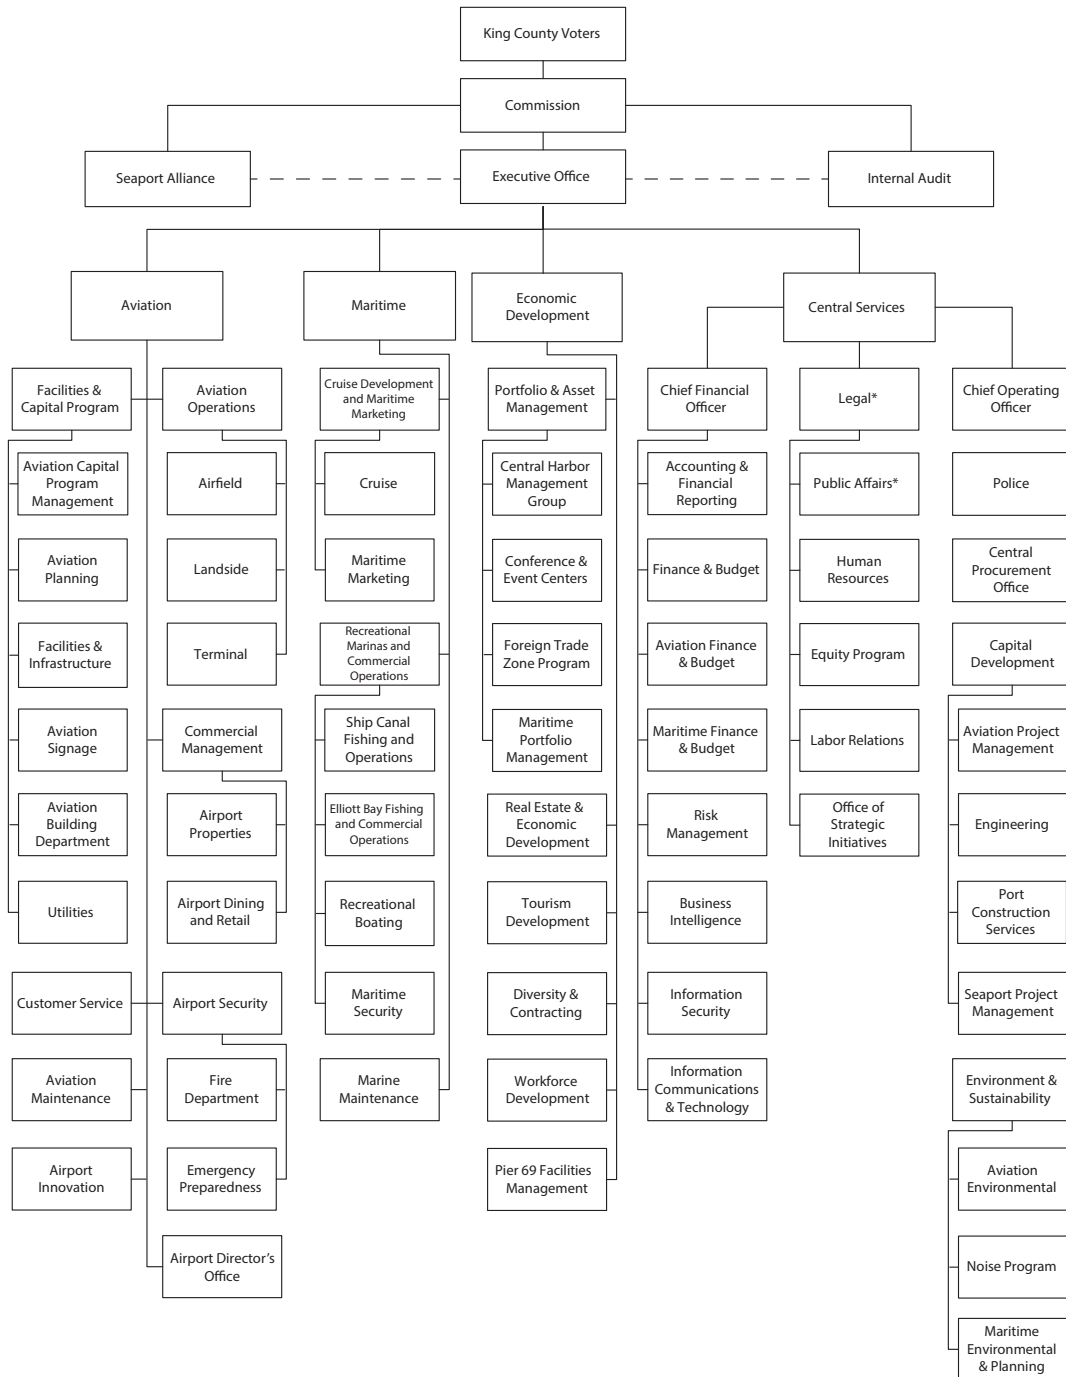 King County Voters
Commission
Seaport Alliance
Executive Office
Internal Audit
Aviation
Maritime
Economic
Development
Central Services
Facilities &
Capital Program
Aviation
Operations
Cruise Development
and Maritime
Marketing
Portfolio & Asset
Management
Chief Financial
Officer
Legal*
Chief Operating
Officer
Aviation Capital
Program
Management
Airfield
Cruise
Central Harbor
Management
Group
Accounting &
Financial
Reporting
Public Affairs*
Police
Aviation
Planning
Landside
Maritime
Marketing
Conference &
Event Centers
Finance & Budget
Human
Resources
Central
Procurement
Office
Facilities &
Infrastructure
Terminal
Recreational
Marinas and
Commercial
Operations
Foreign Trade
Zone Program
Aviation Finance
& Budget
Equity Program
Capital
Development
Aviation
Signage
Commercial
Management
Ship Canal
Fishing and
Operations
Maritime
Portfolio
Management
Maritime Finance
& Budget
Labor Relations
Aviation Project
Management
Aviation
Building
Department
Airport
Properties
Elliott Bay Fishing
and Commercial
Operations
Real Estate &
Economic
Development
Risk
Management
Office of
Strategic
Initiatives
Engineering
Utilities
Airport Dining
and Retail
Recreational
Boating
Tourism
Development
Business
Intelligence
Port
Construction
Services
Customer Service
Airport Security
Maritime
Security
Diversity &
Contracting
Information
Security
Seaport Project
Management
Aviation
Maintenance
Fire
Department
Marine
Maintenance
Workforce
Development
Information
Communications
& Technology
Environment &
Sustainability
Airport
Innovation
Emergency
Preparedness
Pier 69 Facilities
Management
Aviation
Environmental
Airport Director's
Office
Noise Program
Maritime
Environmental
& Planning